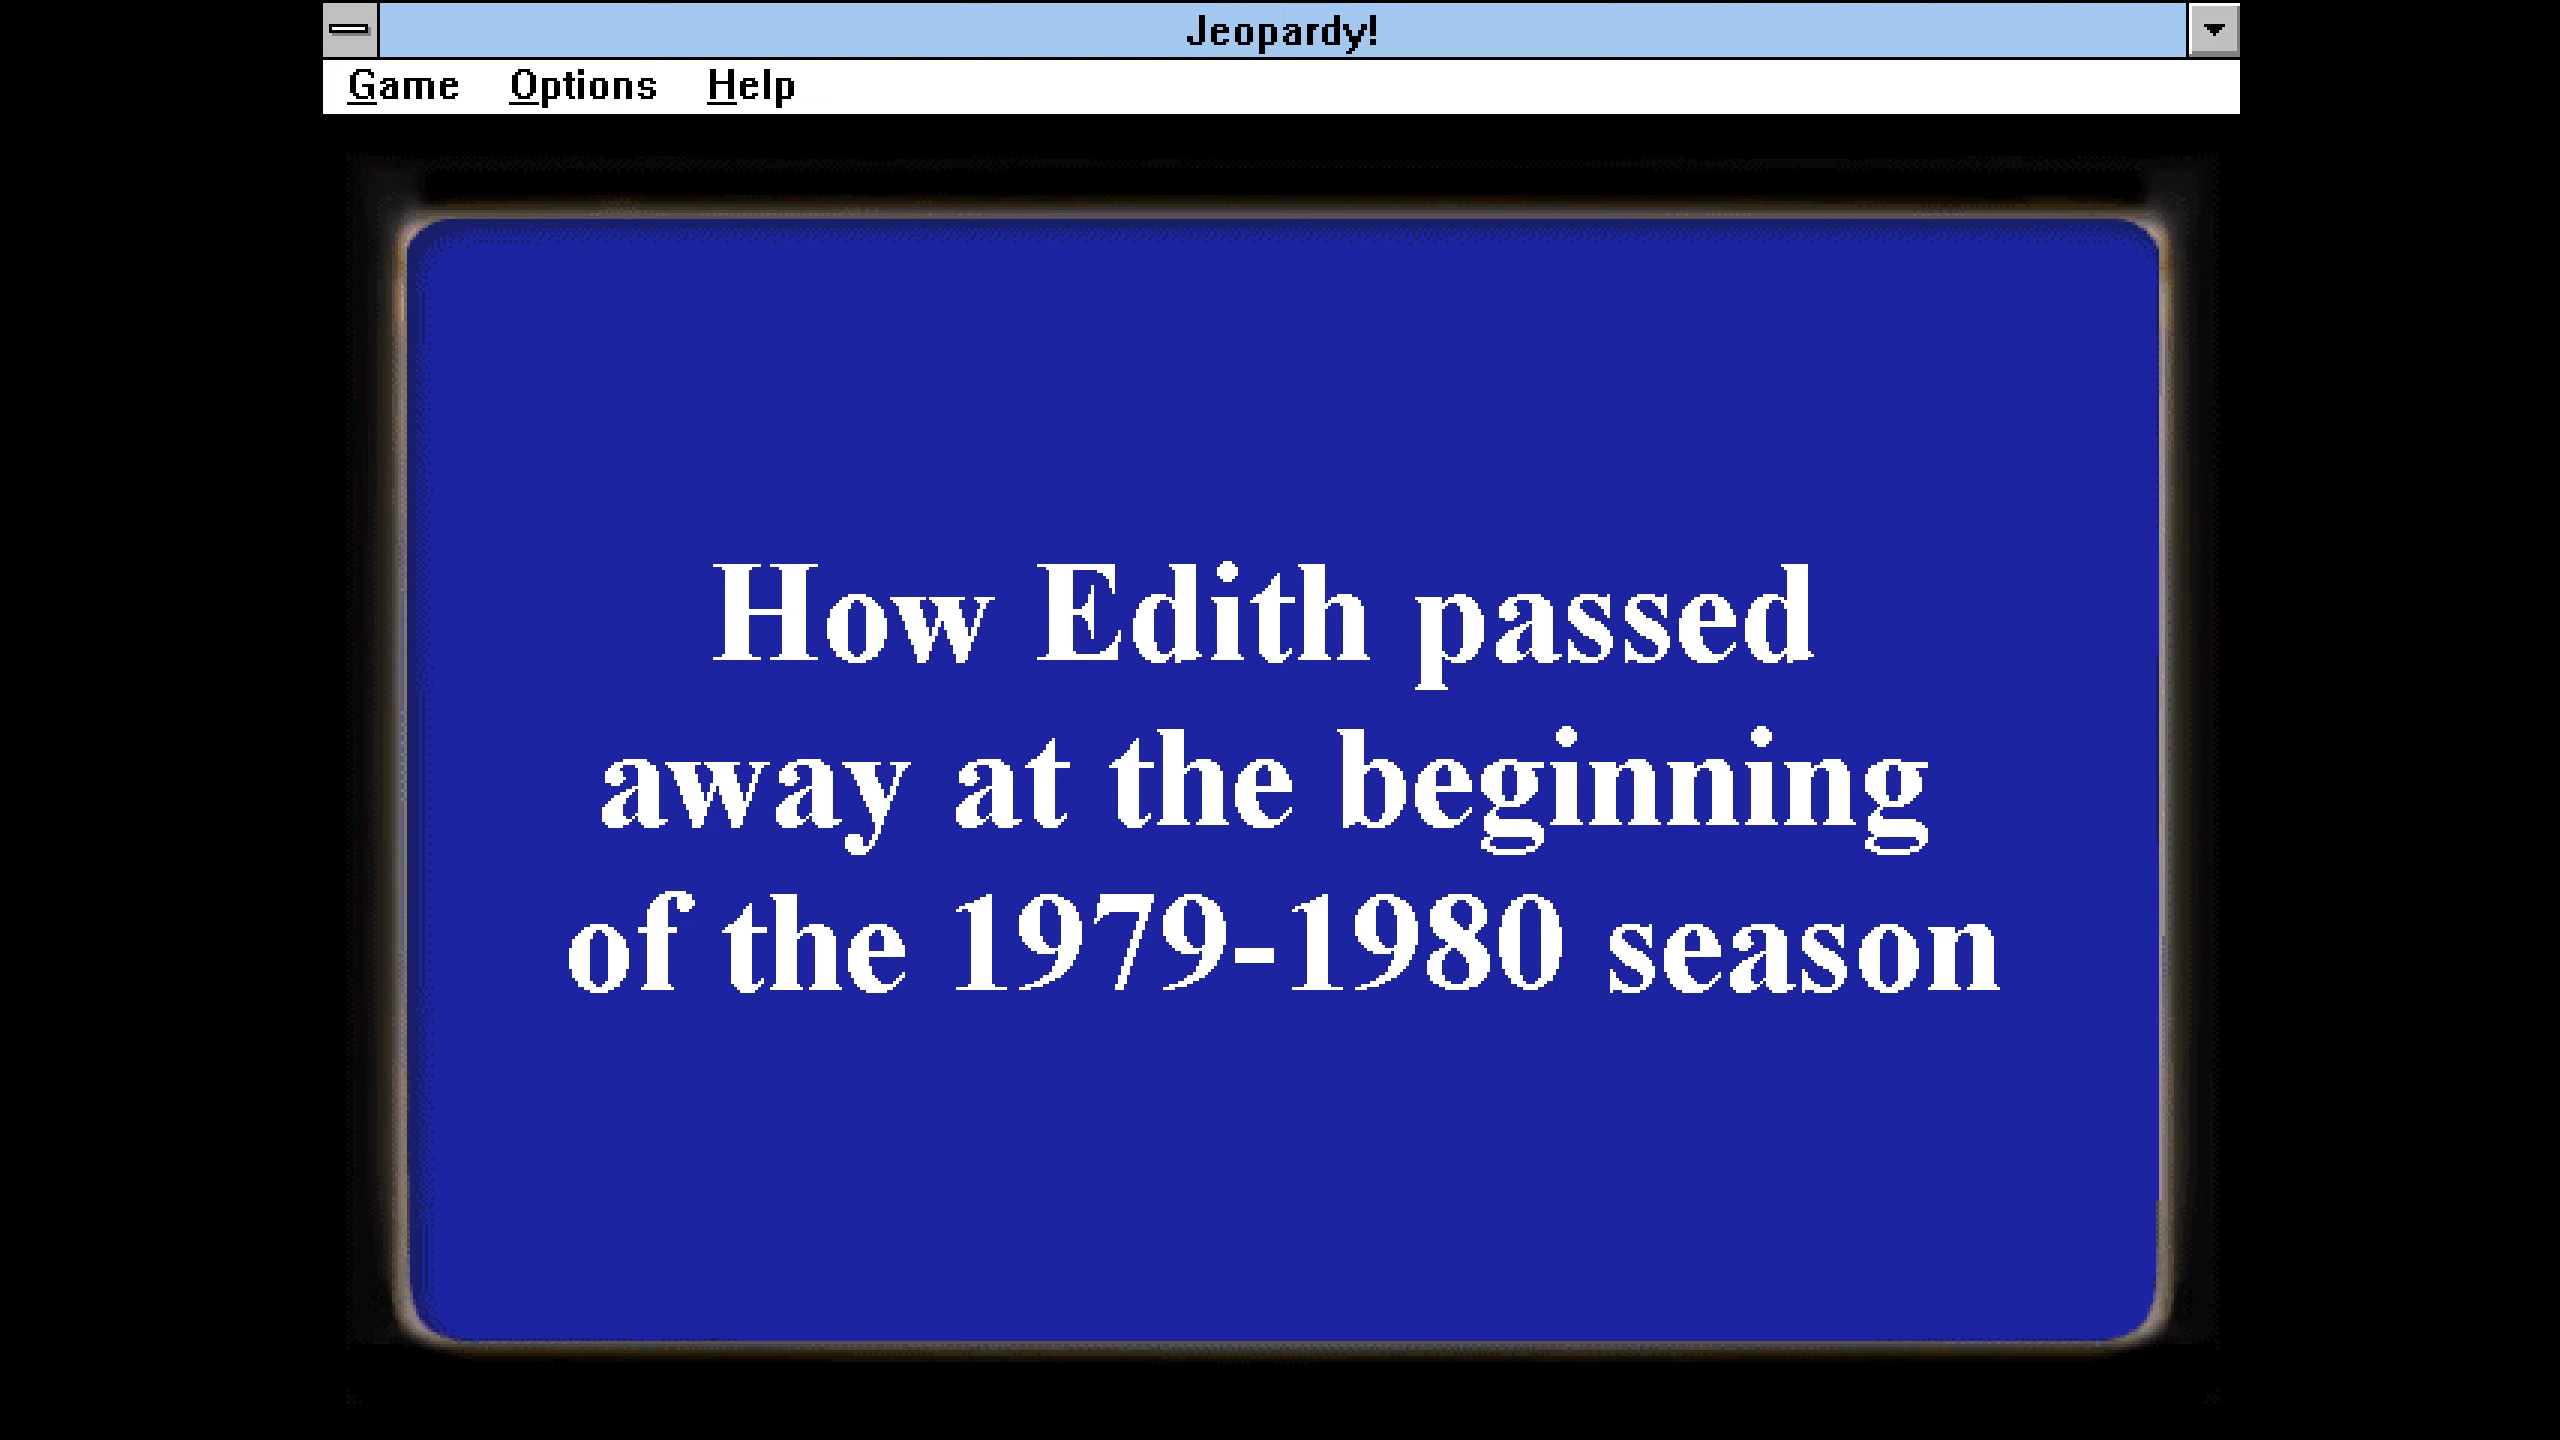 Jeopardy!
Game Options Help
How Edith passed
away at the beginning
of the 1979-1980 season